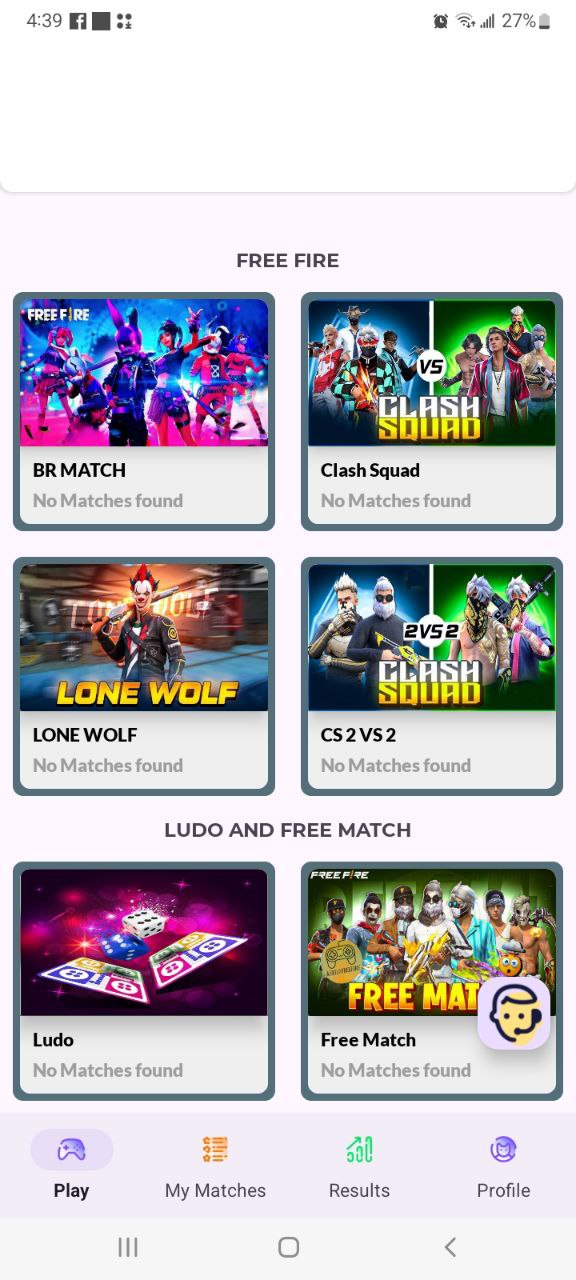 4:39
27%
FREE FIRE
FREE FIRE
VS
CLASH
SQUAD
BR MATCH
No Matches found
Clash Squad
No Matches found
LONE WOLF
LONE WOLF
2VS2
CLASH
SQUAD
LONE WOLF
No Matches found
CS 2 VS 2
No Matches found
LUDO AND FREE MATCH
FREE FIRE
FREE MAT
Ludo
No Matches found
Free Match
No Matches found
Play
My Matches
Results
Profile